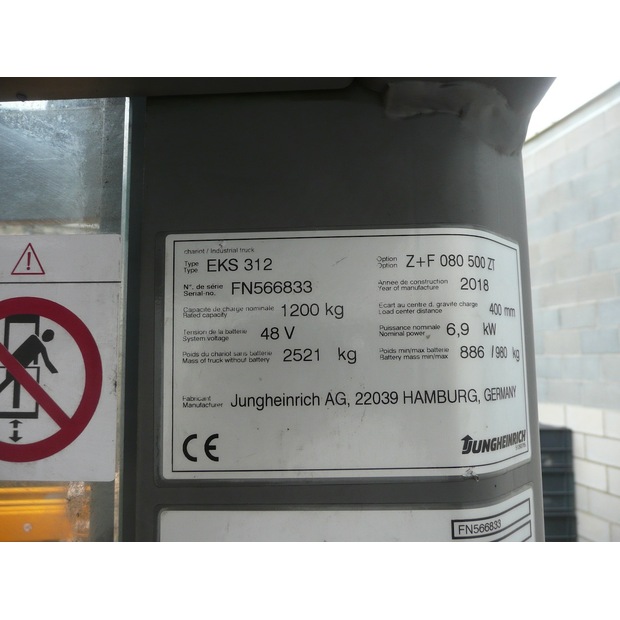 chariot / Industrial truck
Type
Type EKS 312
Option
Option Z+F 080 500 ZT
N°. de série
Serial-no. FN566833
Année de construction
Year of manufacture 2018
Capacité de charge nominale
Rated capacity 1200 kg
Ecart au centre d. gravite charge
Load center distance 400 mm
Tension de la batterie
System voltage 48 V
Puissance nominale
Nominal power 6,9 kW
Poids du chariot sans batterie
Mass of truck without battery 2521 kg
Poids min/max batterie
Battery mass min/max 886 / 980 kg
Fabricant
Manufacturer Jungheinrich AG, 22039 HAMBURG, GERMANY
CE
JUNGHEINRICH
FN566833